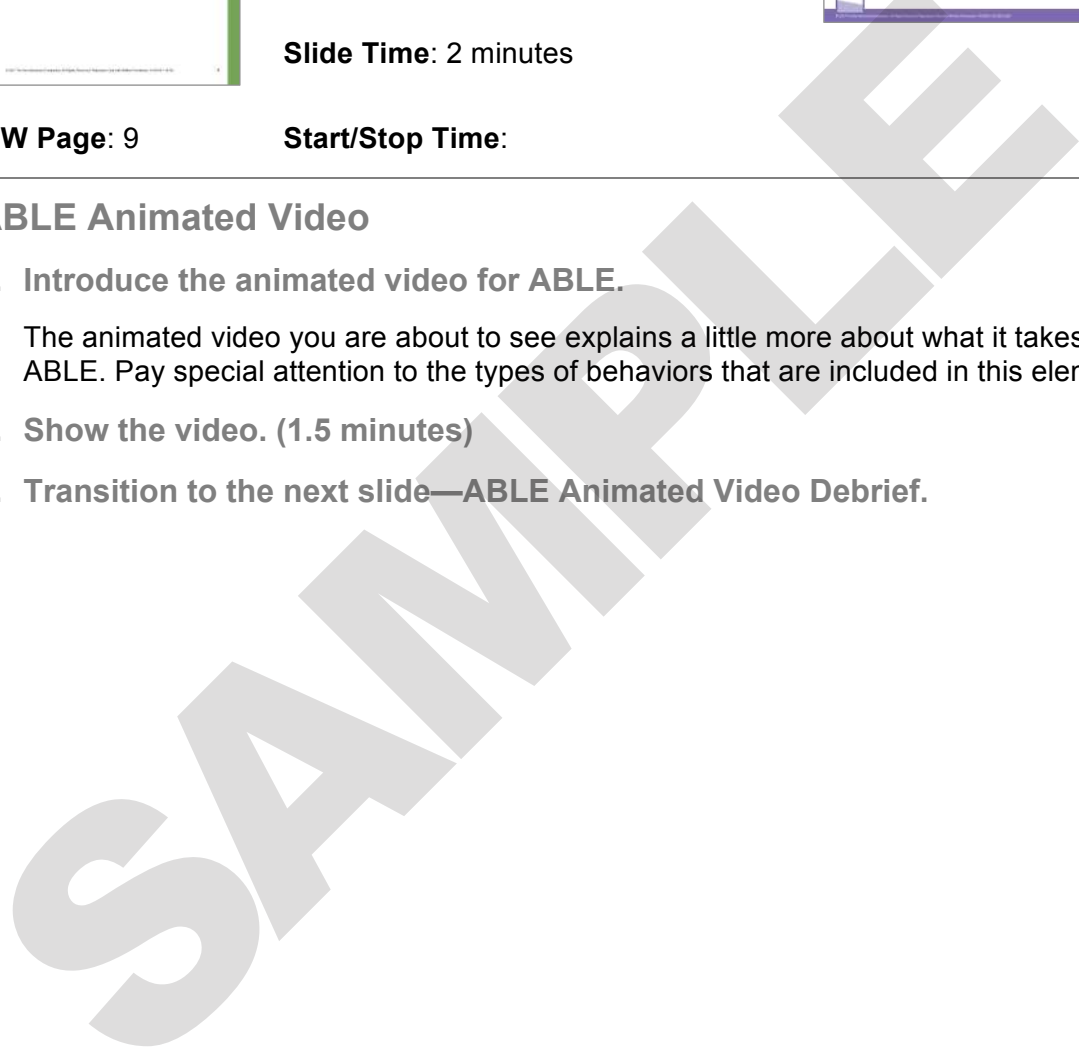 Slide Time: 2 minutes
W Page: 9 Start/Stop Time:
BLE Animated Video
Introduce the animated video for ABLE.
The animated video you are about to see explains a little more about what it takes
ABLE. Pay special attention to the types of behaviors that are included in this eler
Show the video. (1.5 minutes)
Transition to the next slide—ABLE Animated Video Debrief.
SAMPLE